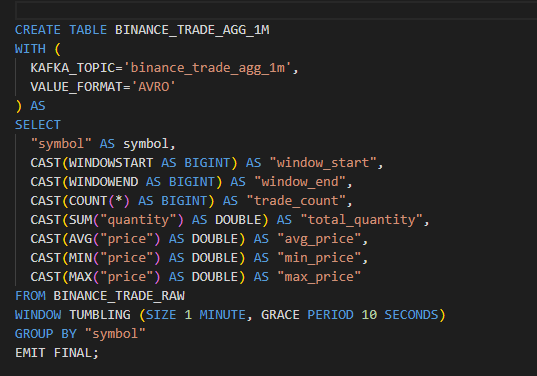 CREATE TABLE BINANCE_TRADE_AGG_1M
WITH (
  KAFKA_TOPIC='binance_trade_agg_1m',
  VALUE_FORMAT='AVRO'
) AS
SELECT
  "symbol" AS symbol,
  CAST(WINDOWSTART AS BIGINT) AS "window_start",
  CAST(WINDOWEND AS BIGINT) AS "window_end",
  CAST(COUNT(*) AS BIGINT) AS "trade_count",
  CAST(SUM("quantity") AS DOUBLE) AS "total_quantity",
  CAST(AVG("price") AS DOUBLE) AS "avg_price",
  CAST(MIN("price") AS DOUBLE) AS "min_price",
  CAST(MAX("price") AS DOUBLE) AS "max_price"
FROM BINANCE_TRADE_RAW
WINDOW TUMBLING (SIZE 1 MINUTE, GRACE PERIOD 10 SECONDS)
GROUP BY "symbol"
EMIT FINAL;